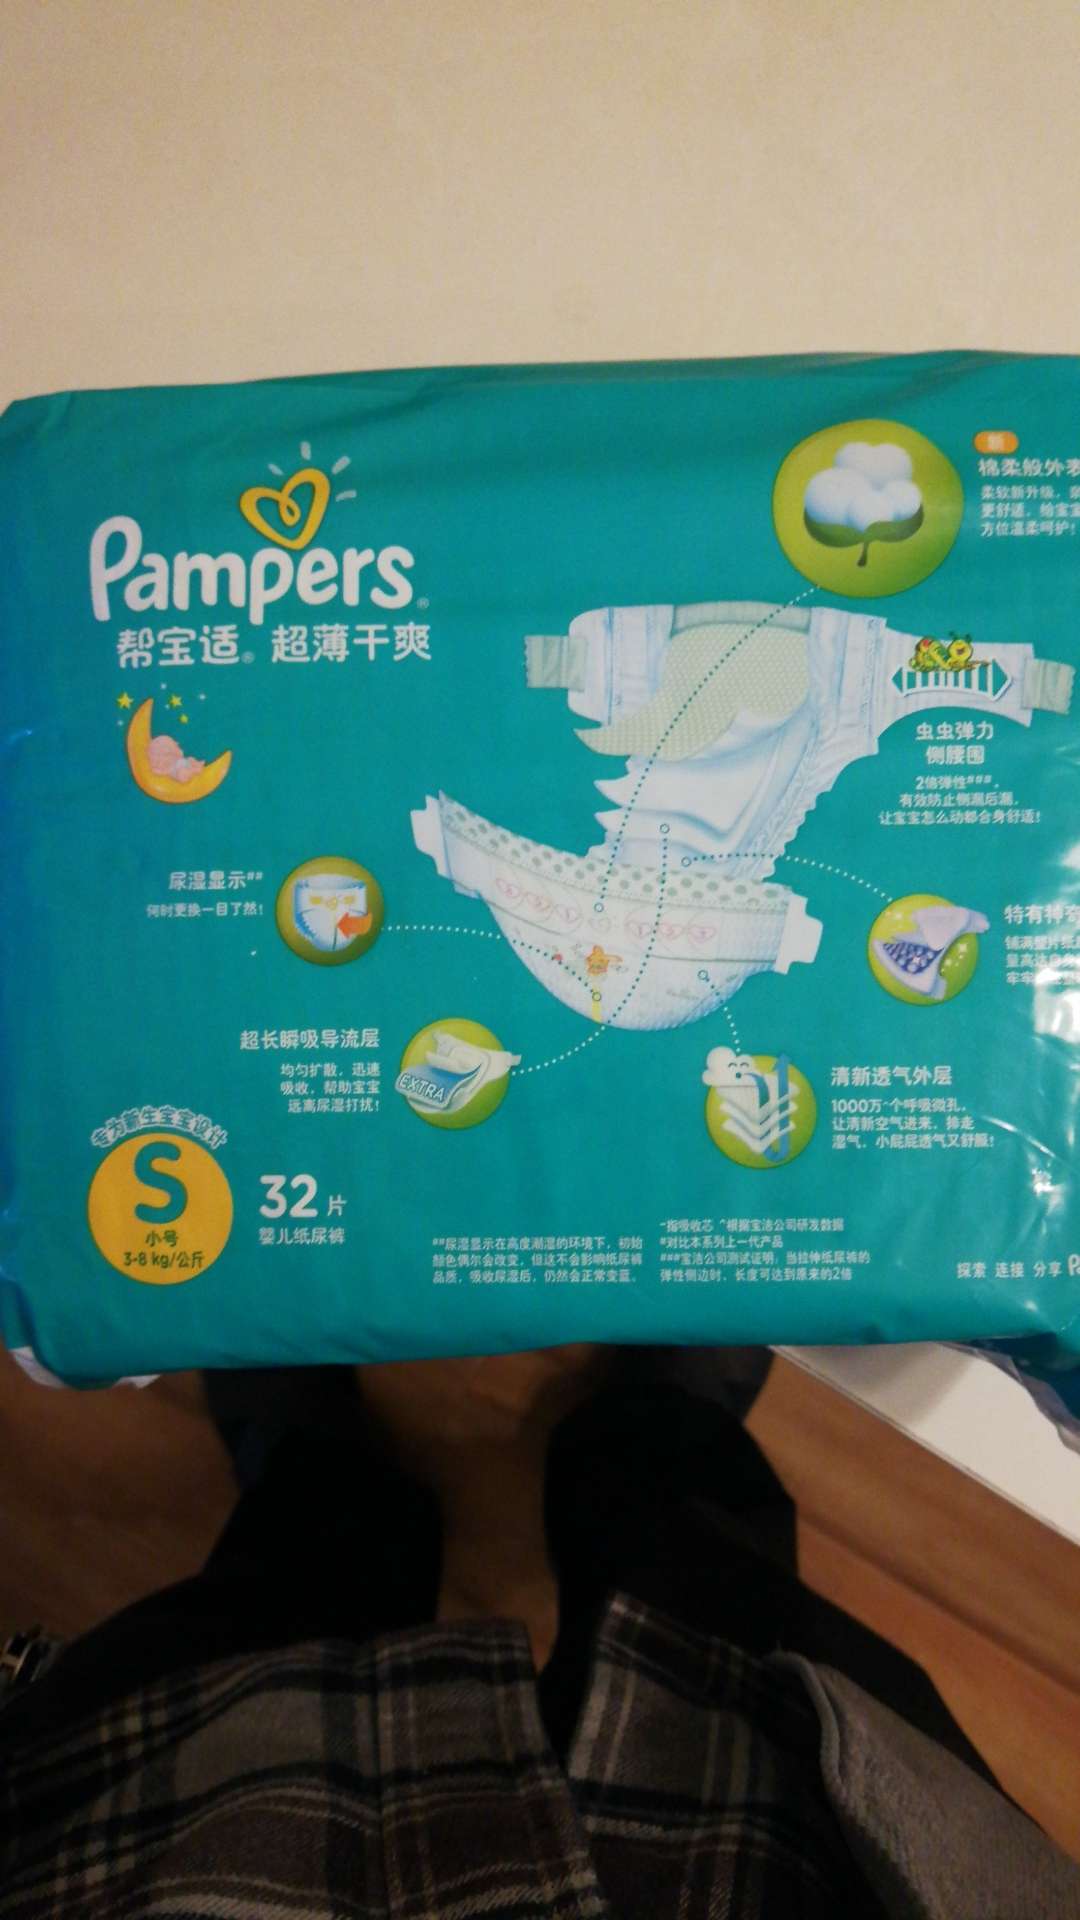 Pampers
帮宝适 超薄干爽
新
棉柔般外表
柔软新升级,
更舒适, 给宝宝
方位温柔呵护!
虫虫弹力
侧腰围
2倍弹性###,
有效防止侧漏后漏,
让宝宝怎么动都合身舒适!
尿湿显示##
何时更换一目了然!
特有神奇
超长瞬吸导流层
均匀扩散, 迅速
吸收, 帮助宝宝
远离尿湿打扰!
EXTRA
清新透气外层
1000万^个呼吸微孔,
让清新空气进来, 排走
湿气, 小屁屁透气又舒服!
专为新生宝宝设计
S
小号
3-8 kg/公斤
32片
婴儿纸尿裤
##尿湿显示在高度潮湿的环境下, 初始
颜色偶尔会改变, 但这不会影响纸尿裤
品质, 吸收尿湿后, 仍然会正常变蓝。
~指吸收芯 ^根据宝洁公司研发数据
#对比本系列上一代产品
###宝洁公司测试证明, 当拉伸纸尿裤的
弹性侧边时, 长度可达到原来的2倍
探索 连接 分享